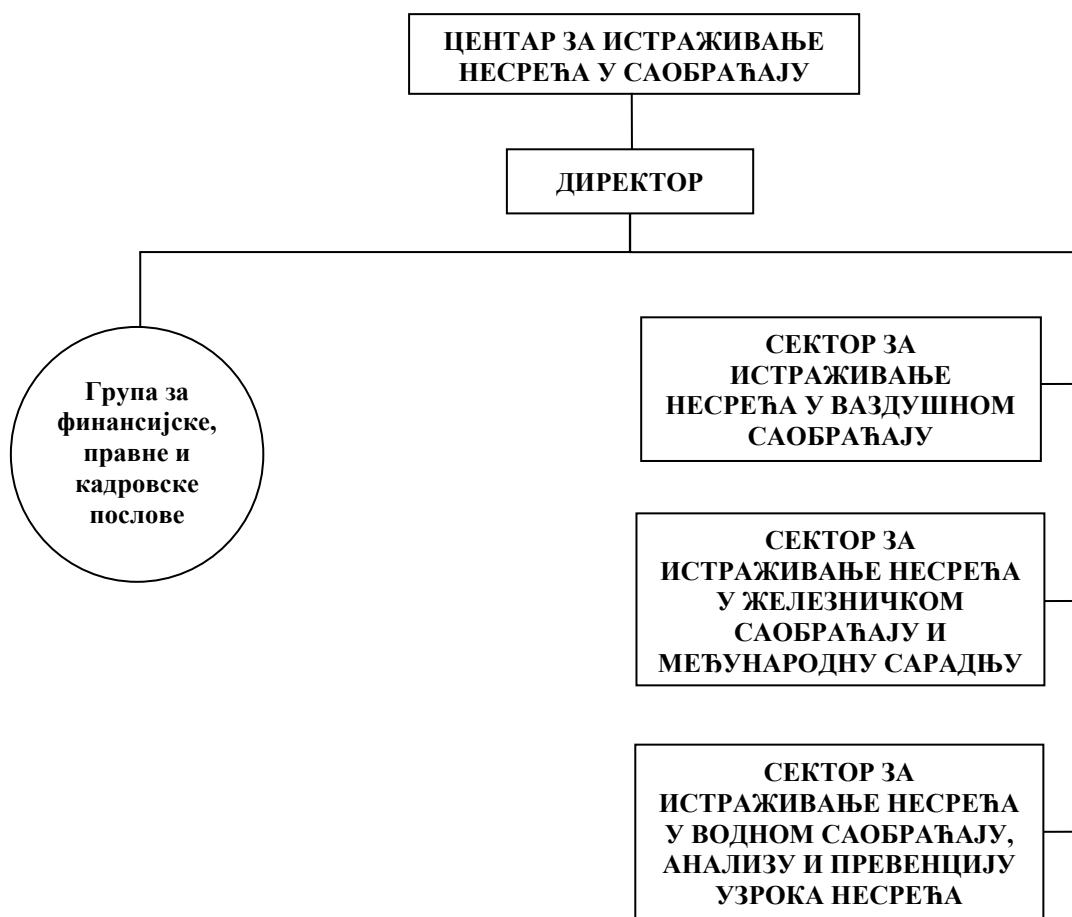 ЦЕНТАР ЗА ИСТРАЖИВАЊЕ
НЕСРЕЋА У САОБРАЋАЈУ
ДИРЕКТОР
Група за
финансијске,
правне и
кадровске
послове
СЕКТОР ЗА
ИСТРАЖИВАЊЕ
НЕСРЕЋА У ВАЗДУШНОМ
САОБРАЋАЈУ
СЕКТОР ЗА
ИСТРАЖИВАЊЕ НЕСРЕЋА
У ЖЕЛЕЗНИЧКОМ
САОБРАЋАЈУ И
МЕЂУНАРОДНУ САРАДЊУ
СЕКТОР ЗА
ИСТРАЖИВАЊЕ НЕСРЕЋА
У ВОДНОМ САОБРАЋАЈУ,
АНАЛИЗУ И ПРЕВЕНЦИЈУ
УЗРОКА НЕСРЕЋА